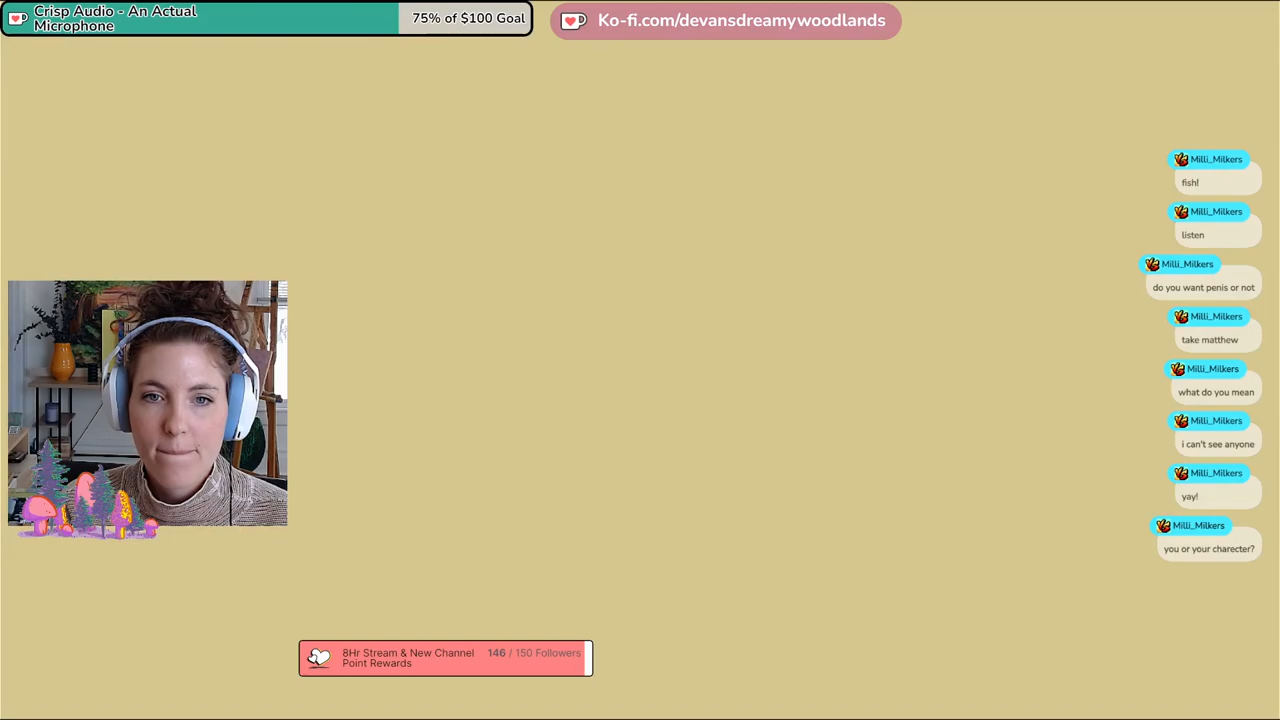 Crisp Audio - An Actual
Microphone
75% of $100 Goal
Ko-fi.com/devansdreamywoodlands
Milli_Milkers
fish!
Milli_Milkers
listen
Milli_Milkers
do you want penis or not
Milli_Milkers
take matthew
Milli_Milkers
what do you mean
Milli_Milkers
i can't see anyone
Milli_Milkers
yay!
Milli_Milkers
you or your charecter?
8Hr Stream & New Channel
Point Rewards
146 / 150 Followers